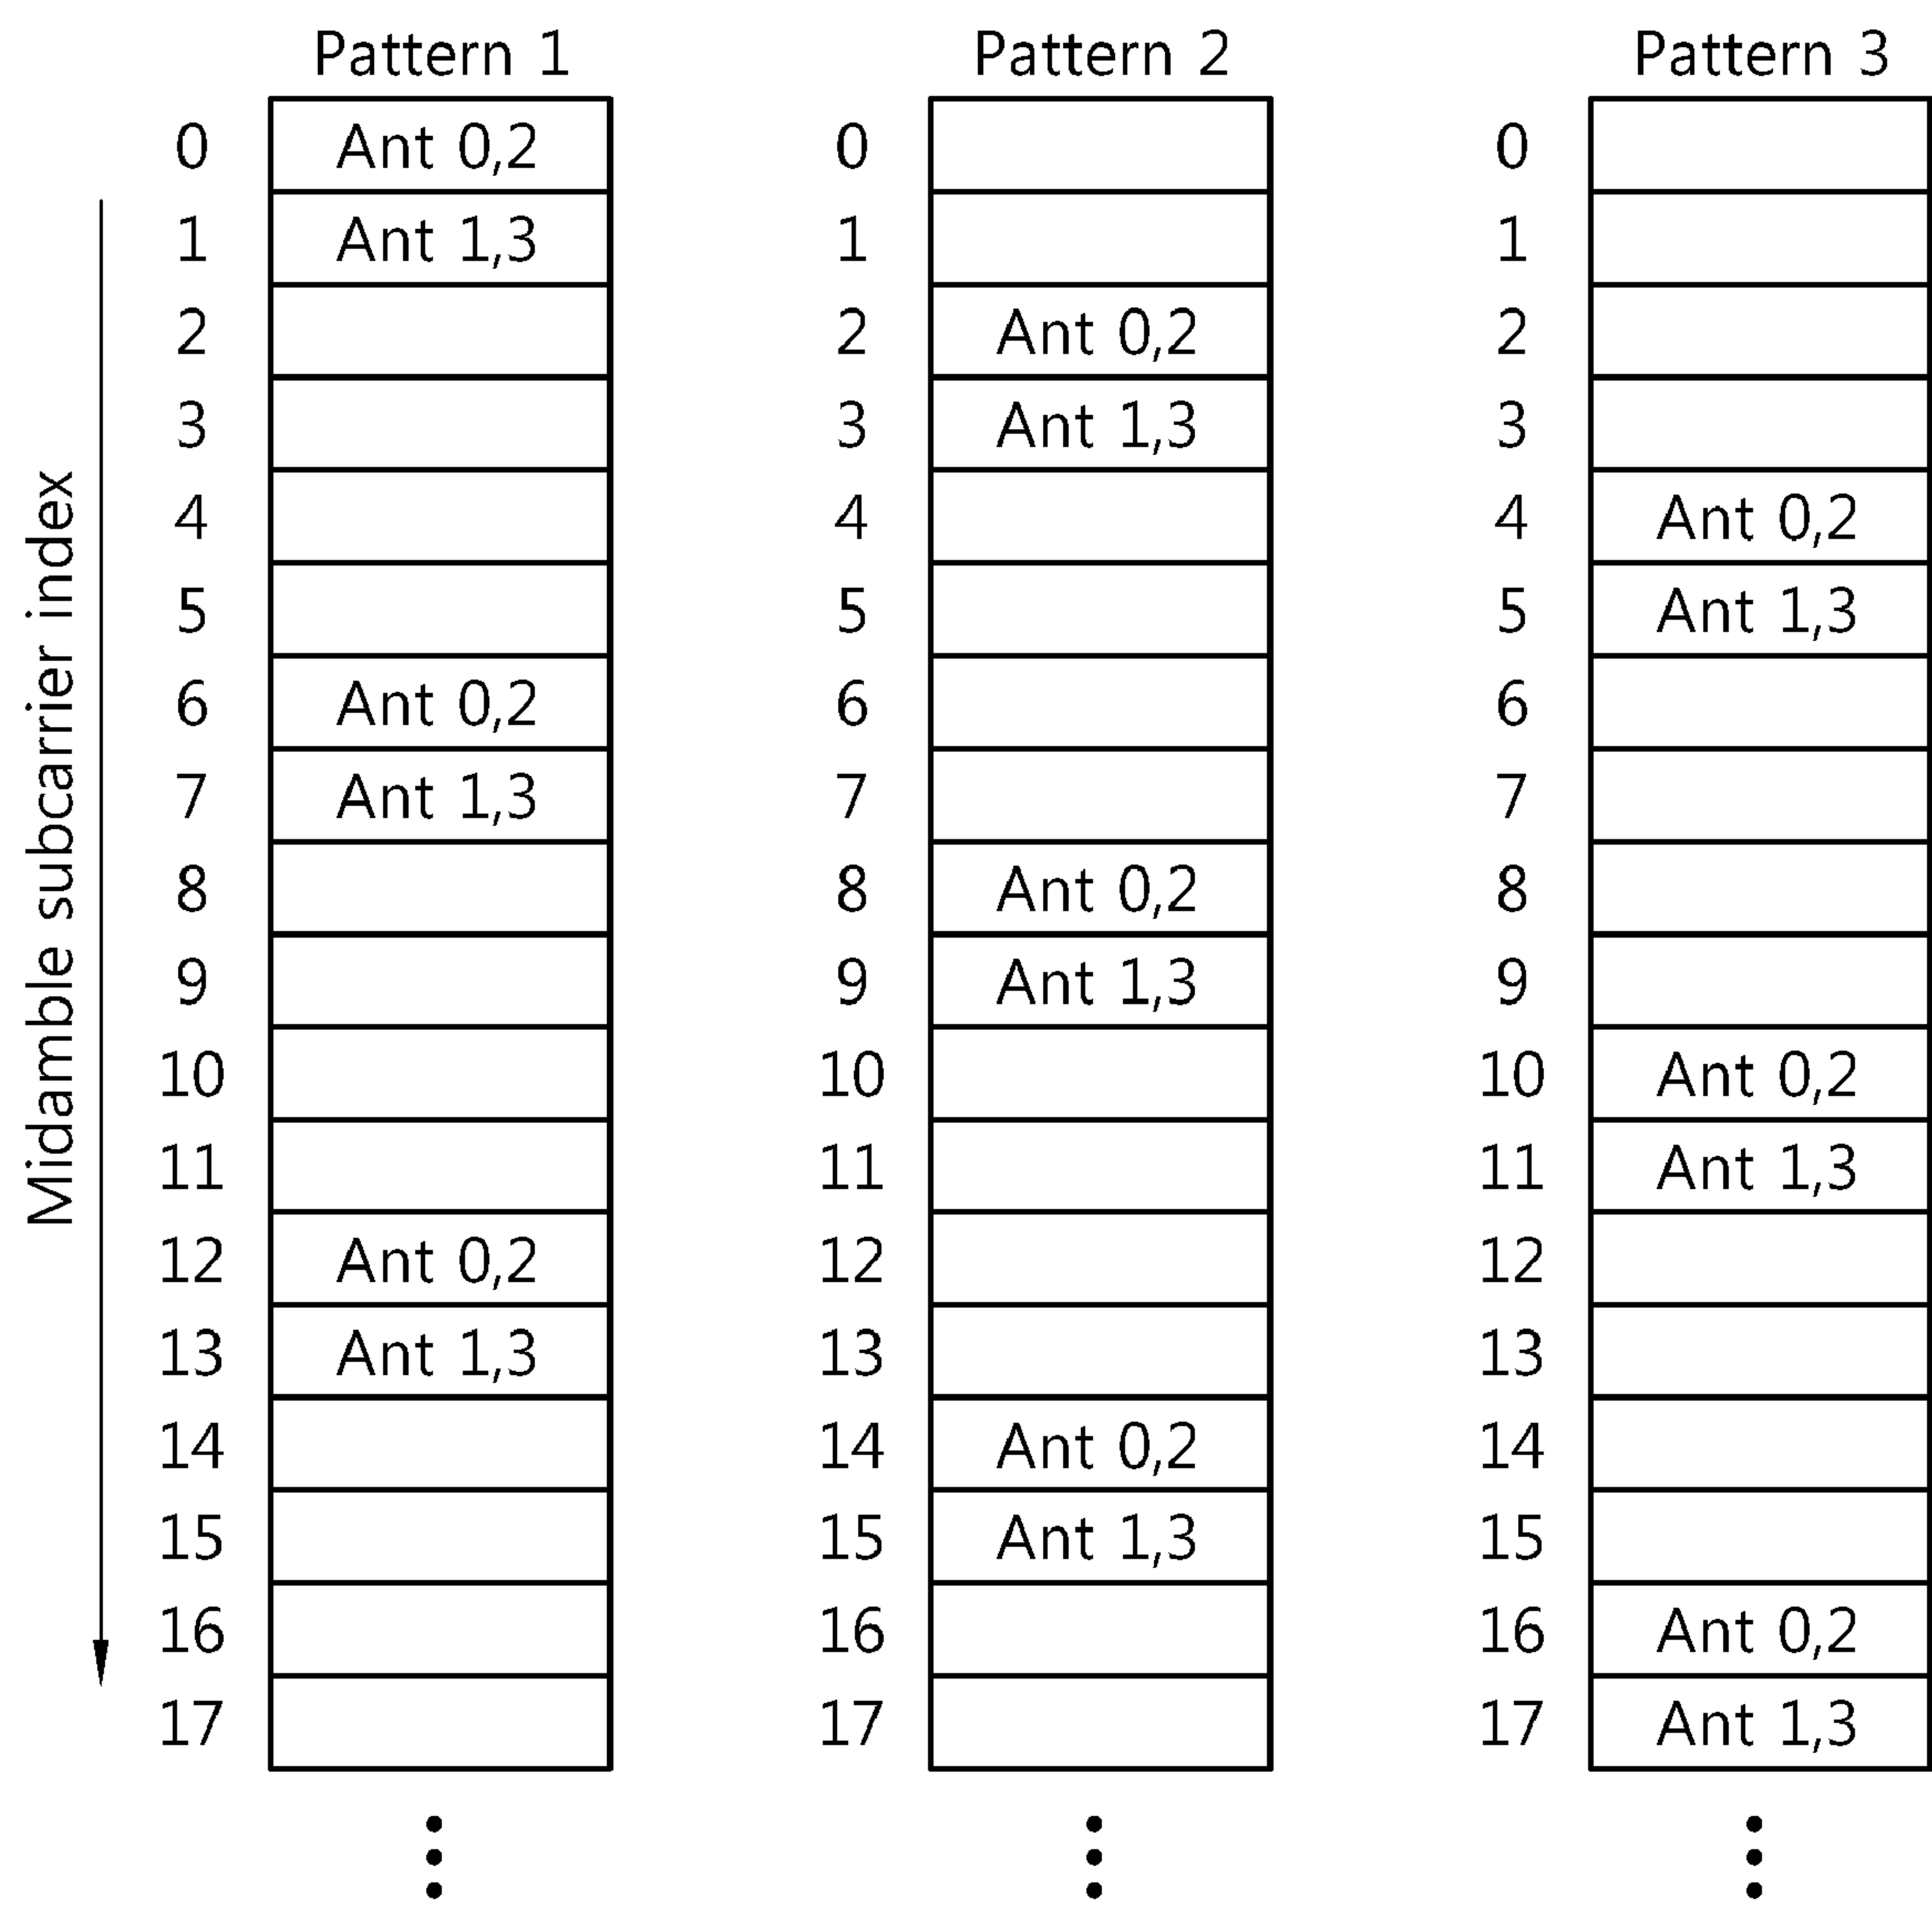 Pattern 1 Pattern 2 Pattern 3
Midamble subcarrier index
0 Ant 0,2 0 0
1 Ant 1,3 1 1
2 2 Ant 0,2 2
3 3 Ant 1,3 3
4 4 4 Ant 0,2
5 5 5 Ant 1,3
6 Ant 0,2 6 6
7 Ant 1,3 7 7
8 8 Ant 0,2 8
9 9 Ant 1,3 9
10 10 10 Ant 0,2
11 11 11 Ant 1,3
12 Ant 0,2 12 12
13 Ant 1,3 13 13
14 14 Ant 0,2 14
15 15 Ant 1,3 15
16 16 16 Ant 0,2
17 17 17 Ant 1,3